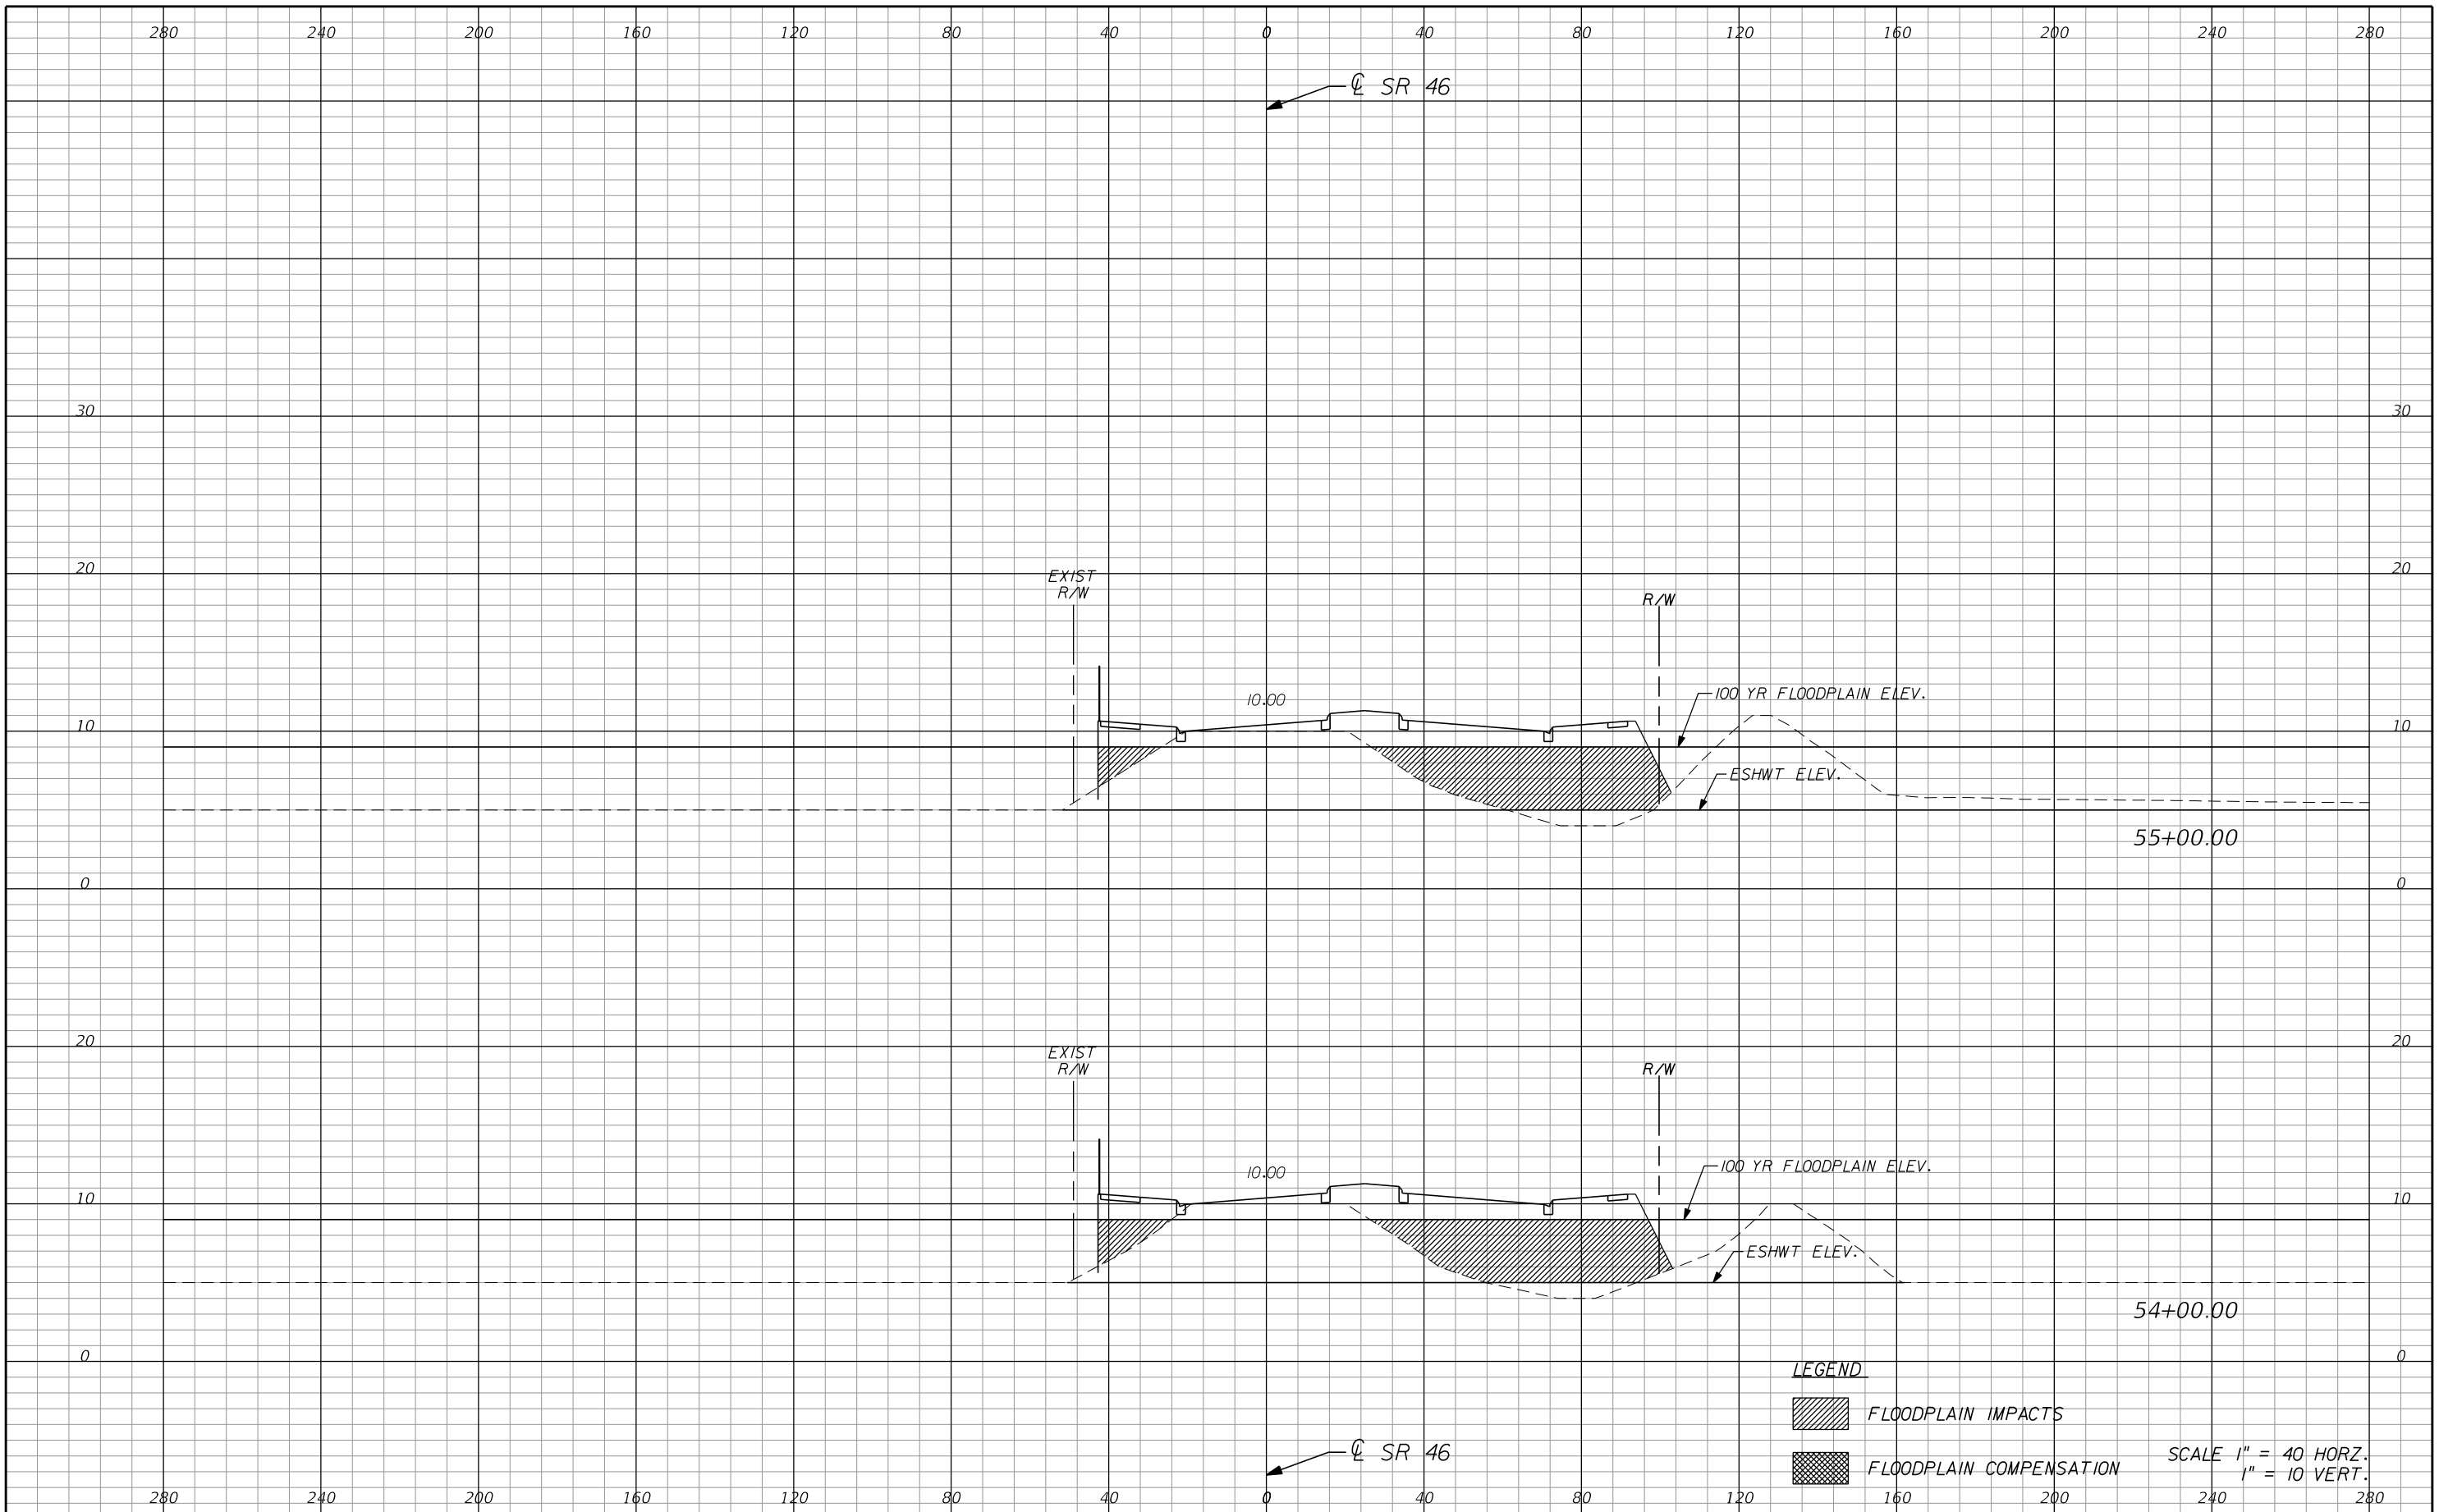 280 240 200 160 120 80 40 0 40 80 120 160 200 240 280
℄ SR 46
30 30
20 20
EXIST
R/W
R/W
10.00
100 YR FLOODPLAIN ELEV.
10 10
ESHWT ELEV.
55+00.00
0 0
20 20
EXIST
R/W
R/W
10.00
100 YR FLOODPLAIN ELEV.
10 10
ESHWT ELEV.
54+00.00
0 0
LEGEND
FLOODPLAIN IMPACTS
℄ SR 46
FLOODPLAIN COMPENSATION
SCALE 1" = 40 HORZ.
1" = 10 VERT.
280 240 200 160 120 80 40 0 40 80 120 160 200 240 280